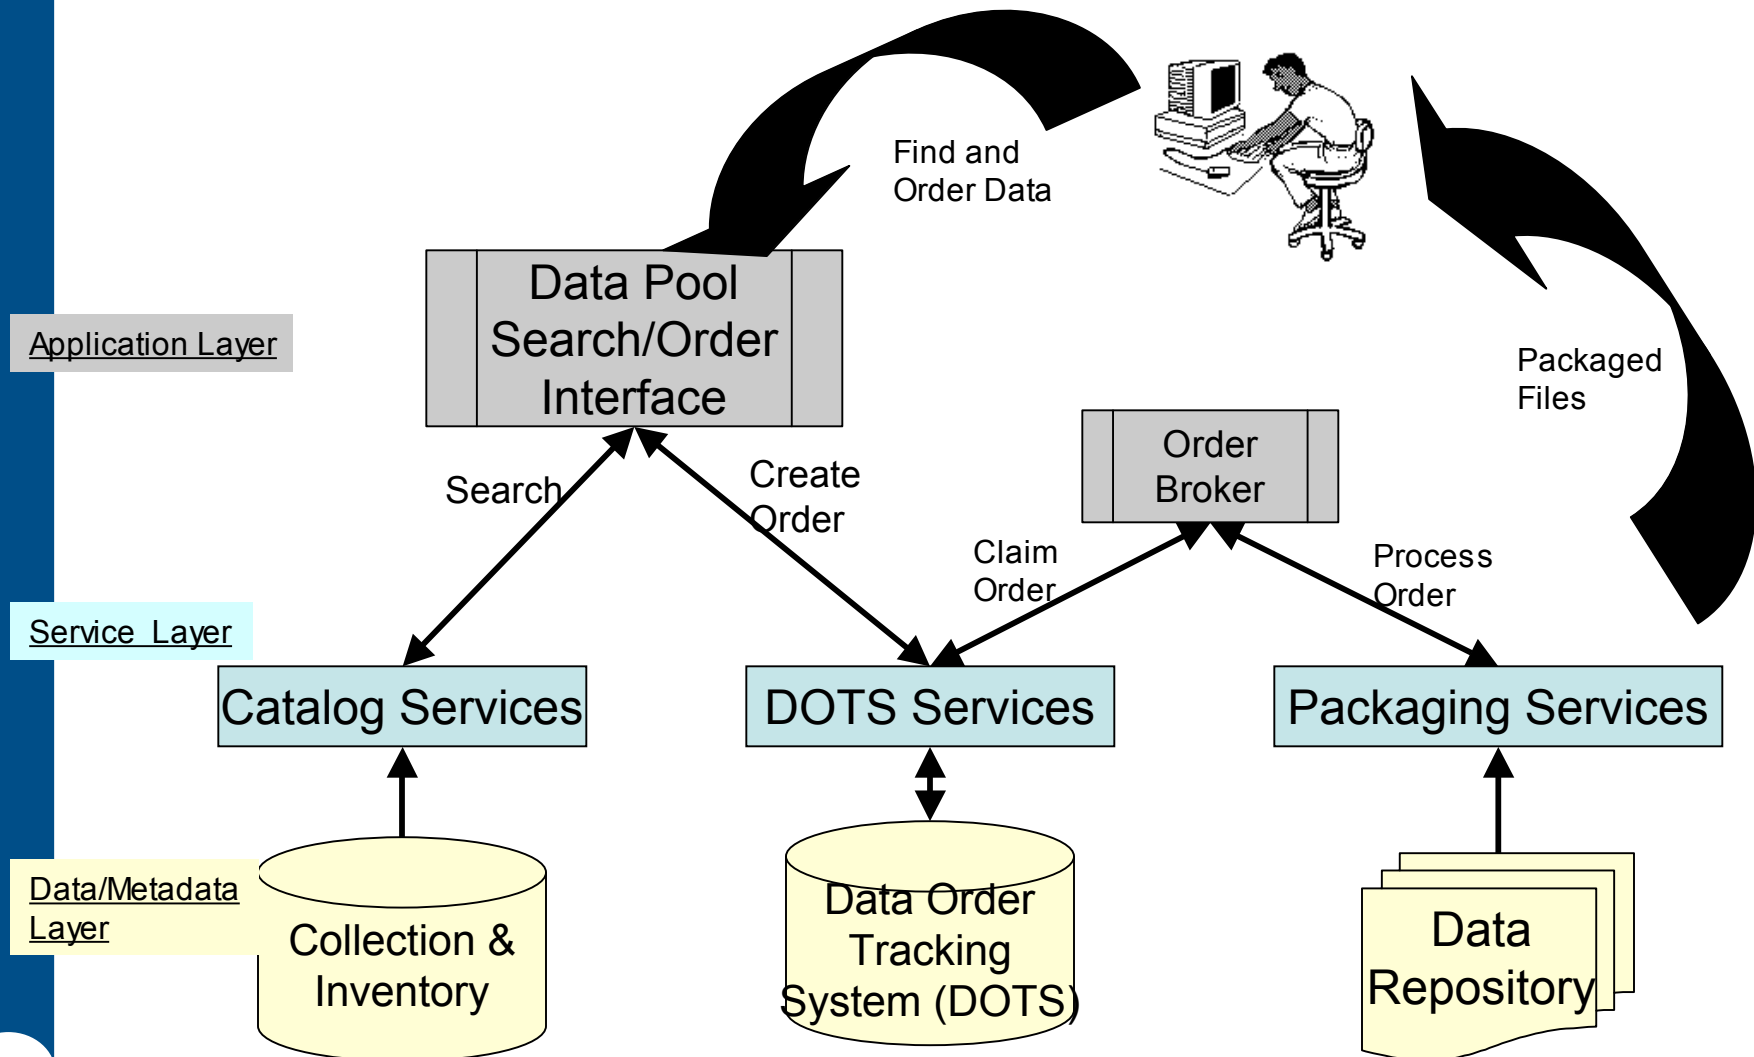 Find and
Order Data
Data Pool
Search/Order
Interface
Application Layer
Packaged
Files
Order
Broker
Search
Create
Order
Claim
Order
Process
Order
Service Layer
Catalog Services
DOTS Services
Packaging Services
Data/Metadata
Layer
Collection &
Inventory
Data Order
Tracking
System (DOTS)
Data
Repository